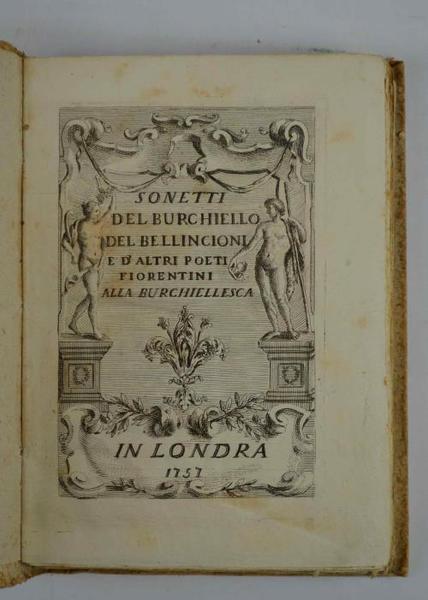 SONETTI
DEL BURCHIELLO
DEL BELLINCIONI
E D'ALTRI POETI
FIORENTINI
ALLA BURCHIELLESCA
IN LONDRA
1757